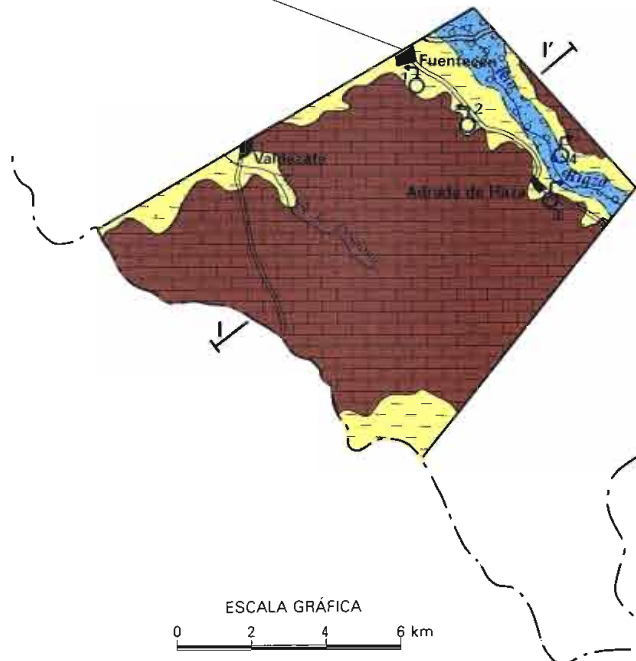 I'
Fuentecén
1
2
Río
Riaza
4
Valdezate
Adrada de Haza
3
I
ESCALA GRÁFICA
0 2 4 6 km